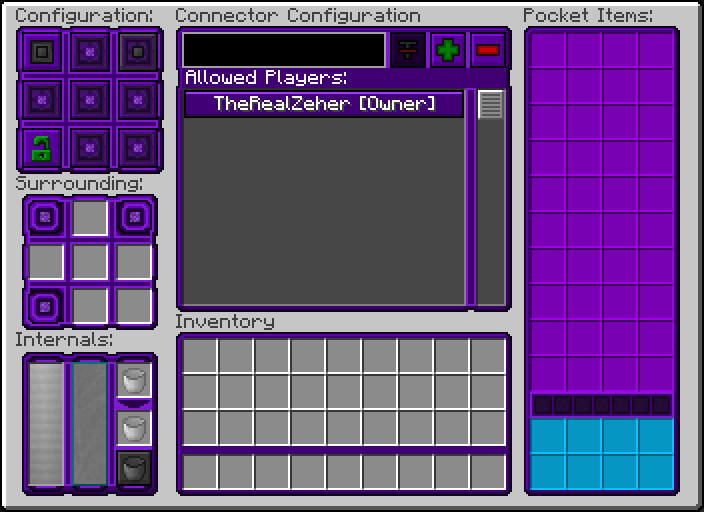 Configuration:
Connector Configuration
Pocket Items:
Allowed Players:
TheRealZeher [Owner]
Surrounding:
Internals:
Inventory